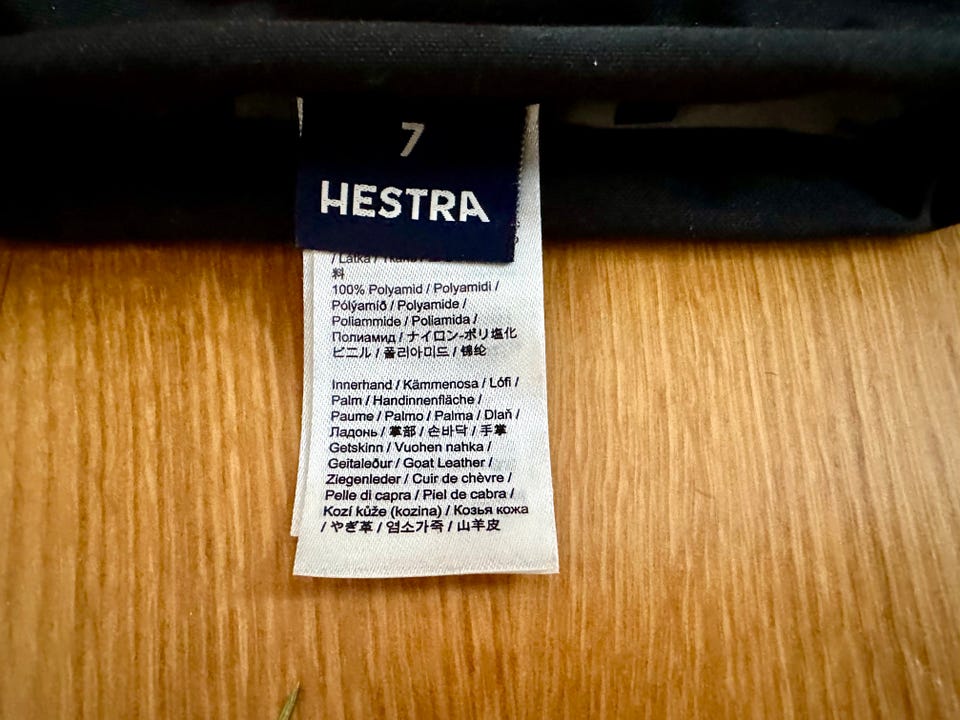 7
HESTRA
/ Látka /
料
100% Polyamid / Polyamidi /
Pólýamíð / Polyamide /
Poliammide / Poliamida /
Полиамид / ナイロン-ポリ塩化
ビニル / 폴리아미드 / 锦纶
Innerhand / Kämmenosa / Lófi /
Palm / Handinnenfläche /
Paume / Palmo / Palma / Dlaň /
Ладонь / 掌部 / 손바닥 / 手掌
Getskinn / Vuohen nahka /
Geitaleður / Goat Leather /
Ziegenleder / Cuir de chèvre /
Pelle di capra / Piel de cabra /
Kozí kůže (kozina) / Козья кожа
/ やぎ革 / 염소가죽 / 山羊皮